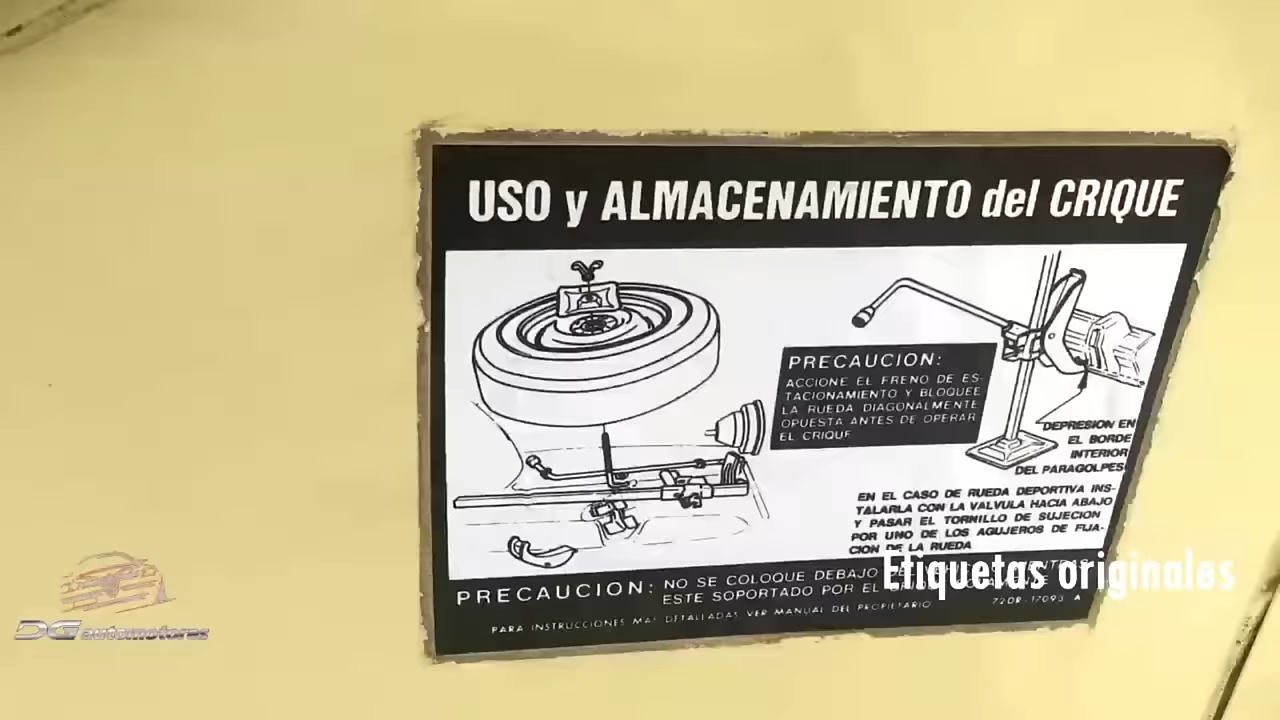 USO y ALMACENAMIENTO del CRIQUE
PRECAUCION:
ACCIONE EL FRENO DE ES-
TACIONAMIENTO Y BLOQUEE
LA RUEDA DIAGONALMENTE
OPUESTA ANTES DE OPERAR
EL CRIQUE
DEPRESION EN
EL BORDE
INTERIOR
DEL PARAGOLPES
EN EL CASO DE RUEDA DEPORTIVA INS-
TALARLA CON LA VALVULA HACIA ABAJO
Y PASAR EL TORNILLO DE SUJECION
POR UNO DE LOS AGUJEROS DE FIJA-
CION DE LA RUEDA
PRECAUCION: NO SE COLOQUE DEBAJO
ESTE SOPORTADO POR EL
PARA INSTRUCCIONES MAS DETALLADAS VER MANUAL DEL PROPIETARIO
Etiquetas originales
DG automotoras